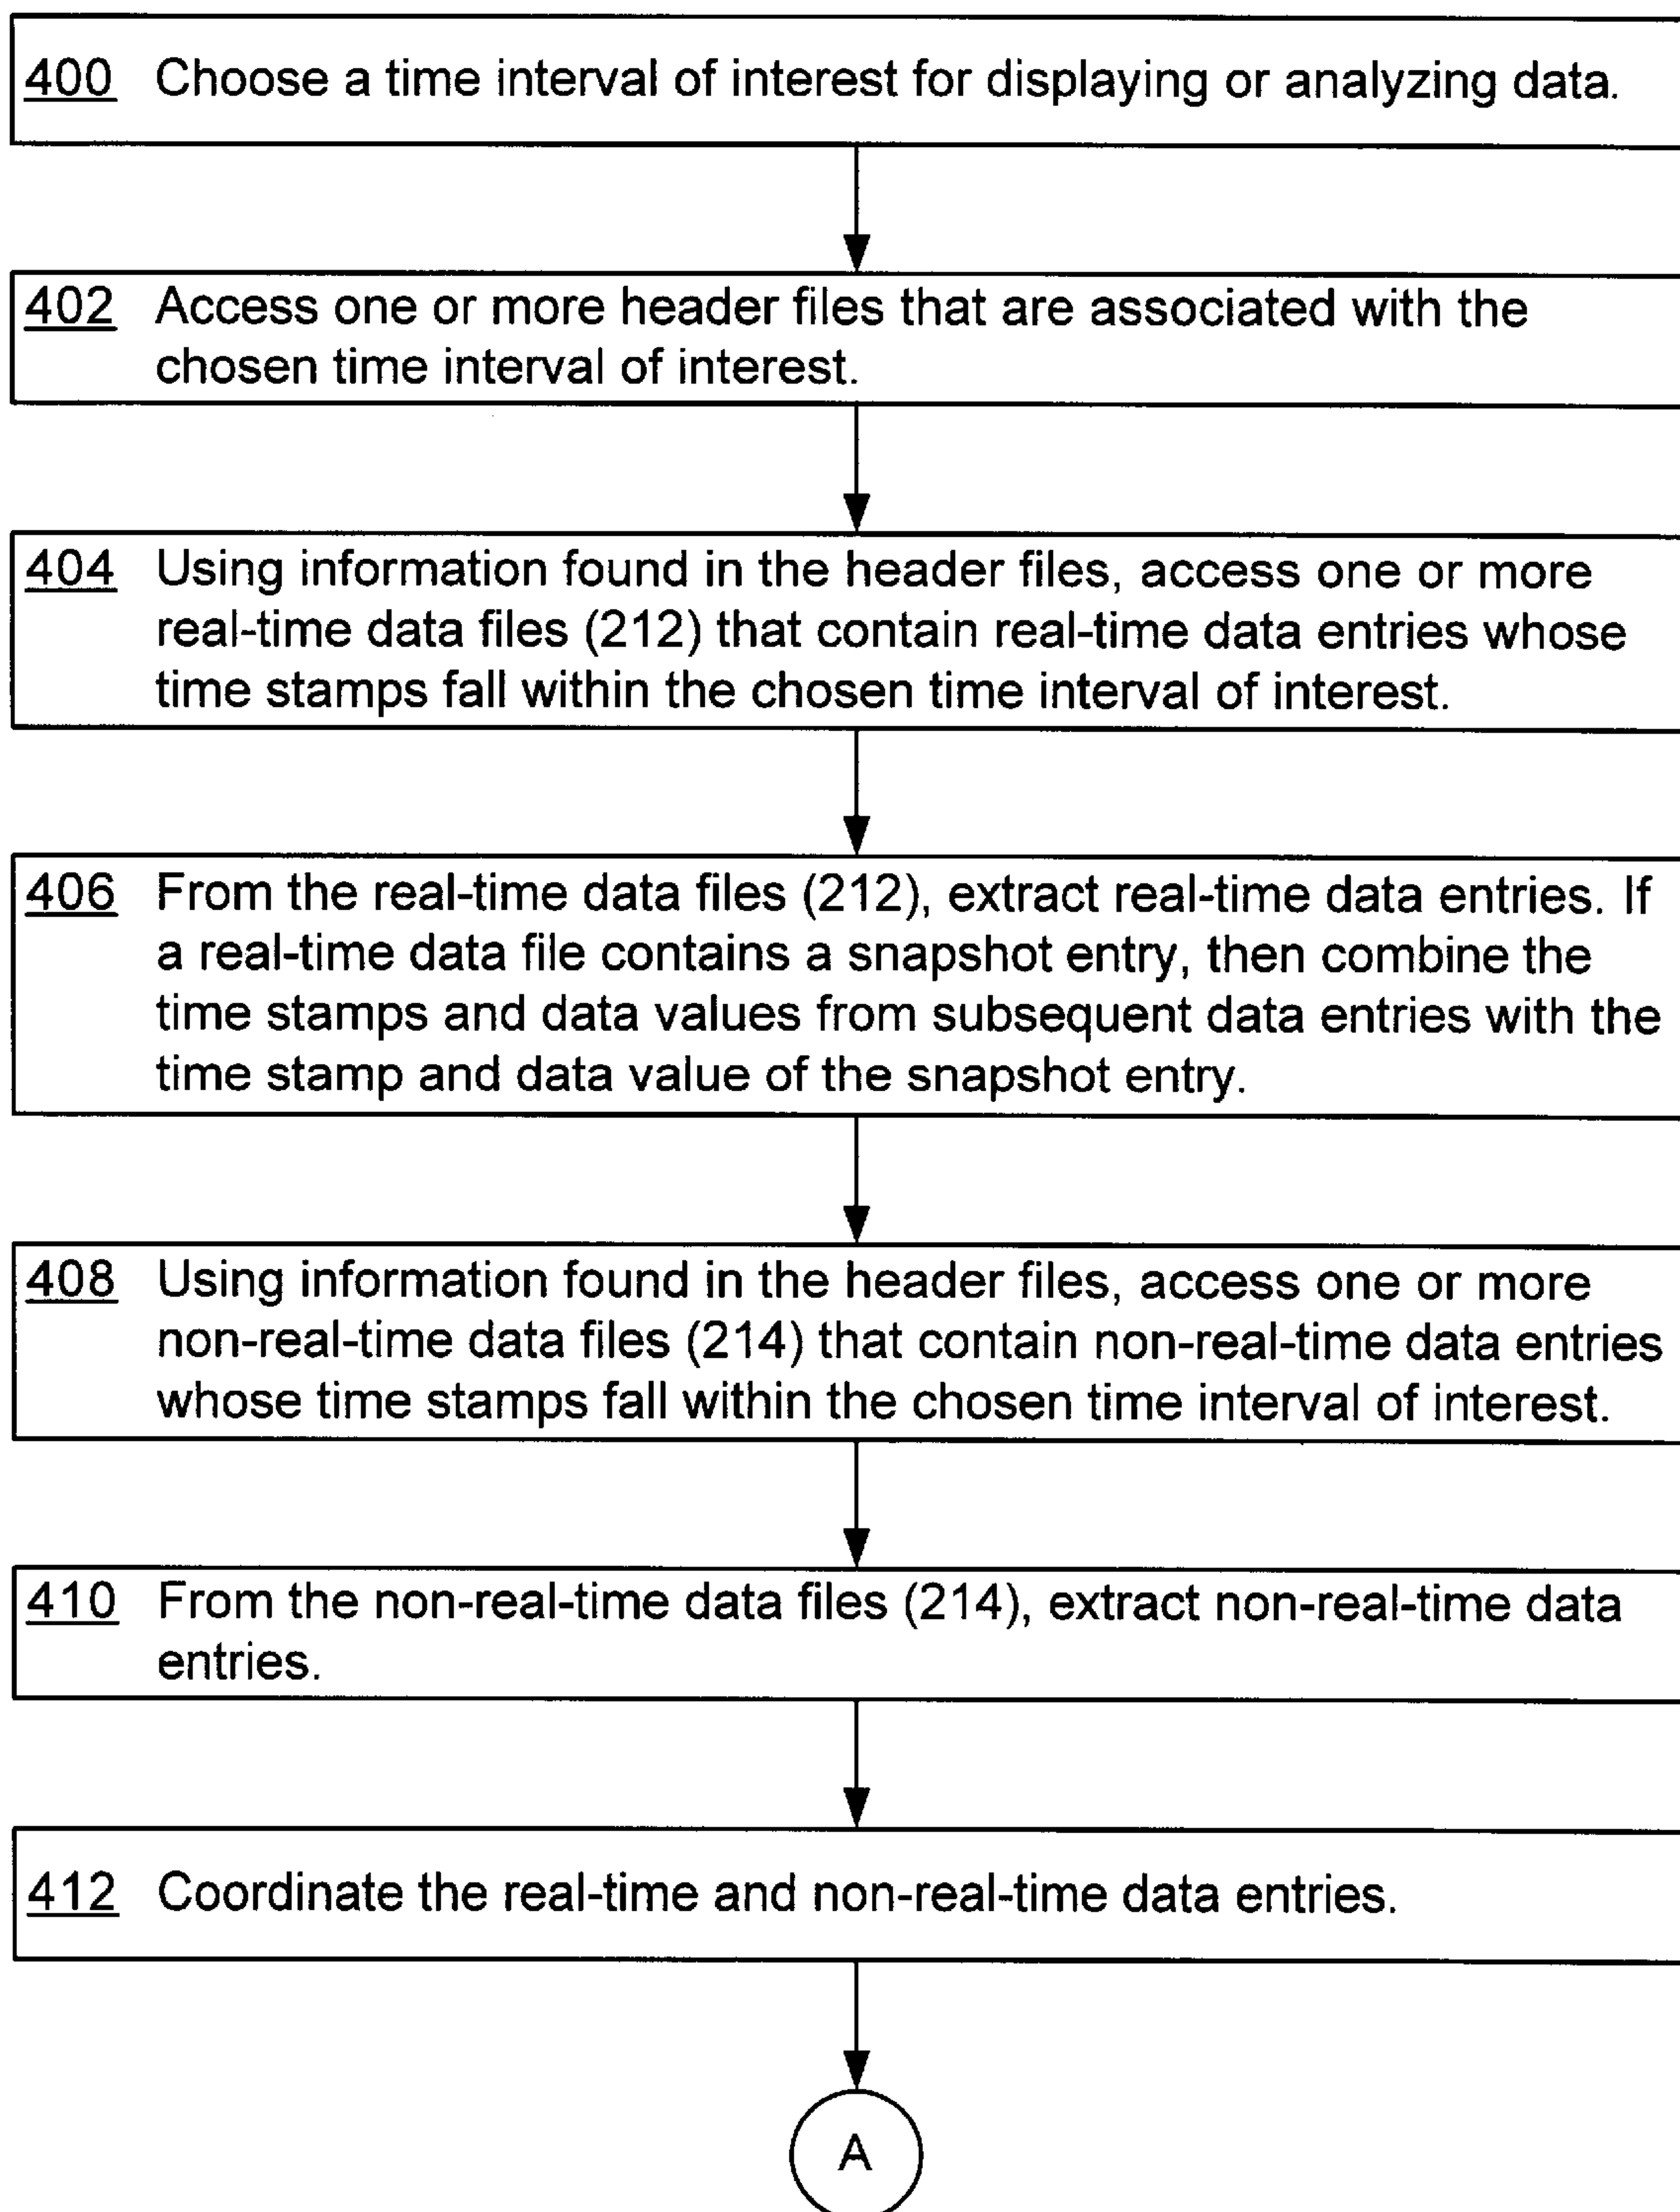 400 Choose a time interval of interest for displaying or analyzing data.
402 Access one or more header files that are associated with the
chosen time interval of interest.
404 Using information found in the header files, access one or more
real-time data files (212) that contain real-time data entries whose
time stamps fall within the chosen time interval of interest.
406 From the real-time data files (212), extract real-time data entries. If
a real-time data file contains a snapshot entry, then combine the
time stamps and data values from subsequent data entries with the
time stamp and data value of the snapshot entry.
408 Using information found in the header files, access one or more
non-real-time data files (214) that contain non-real-time data entries
whose time stamps fall within the chosen time interval of interest.
410 From the non-real-time data files (214), extract non-real-time data
entries.
412 Coordinate the real-time and non-real-time data entries.
A